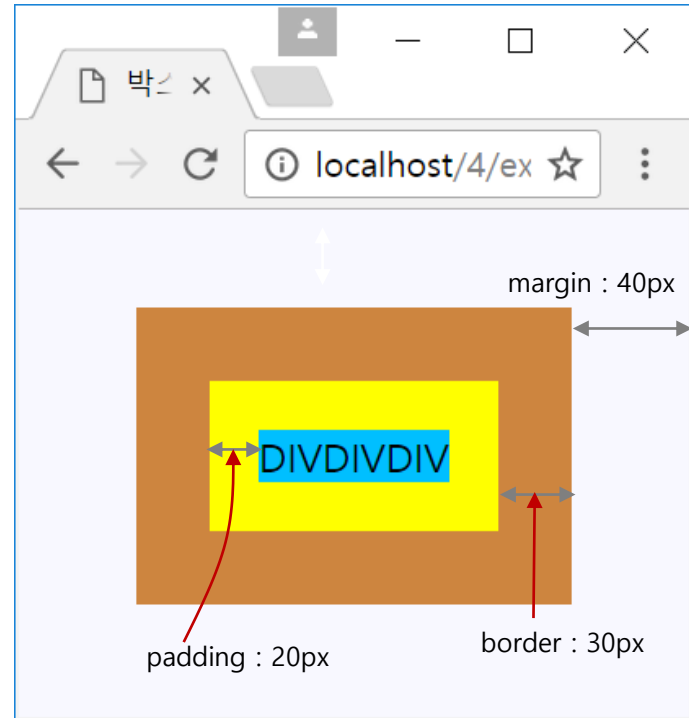 박스
localhost/4/ex
margin : 40px
DIVDIVDIV
padding : 20px
border : 30px